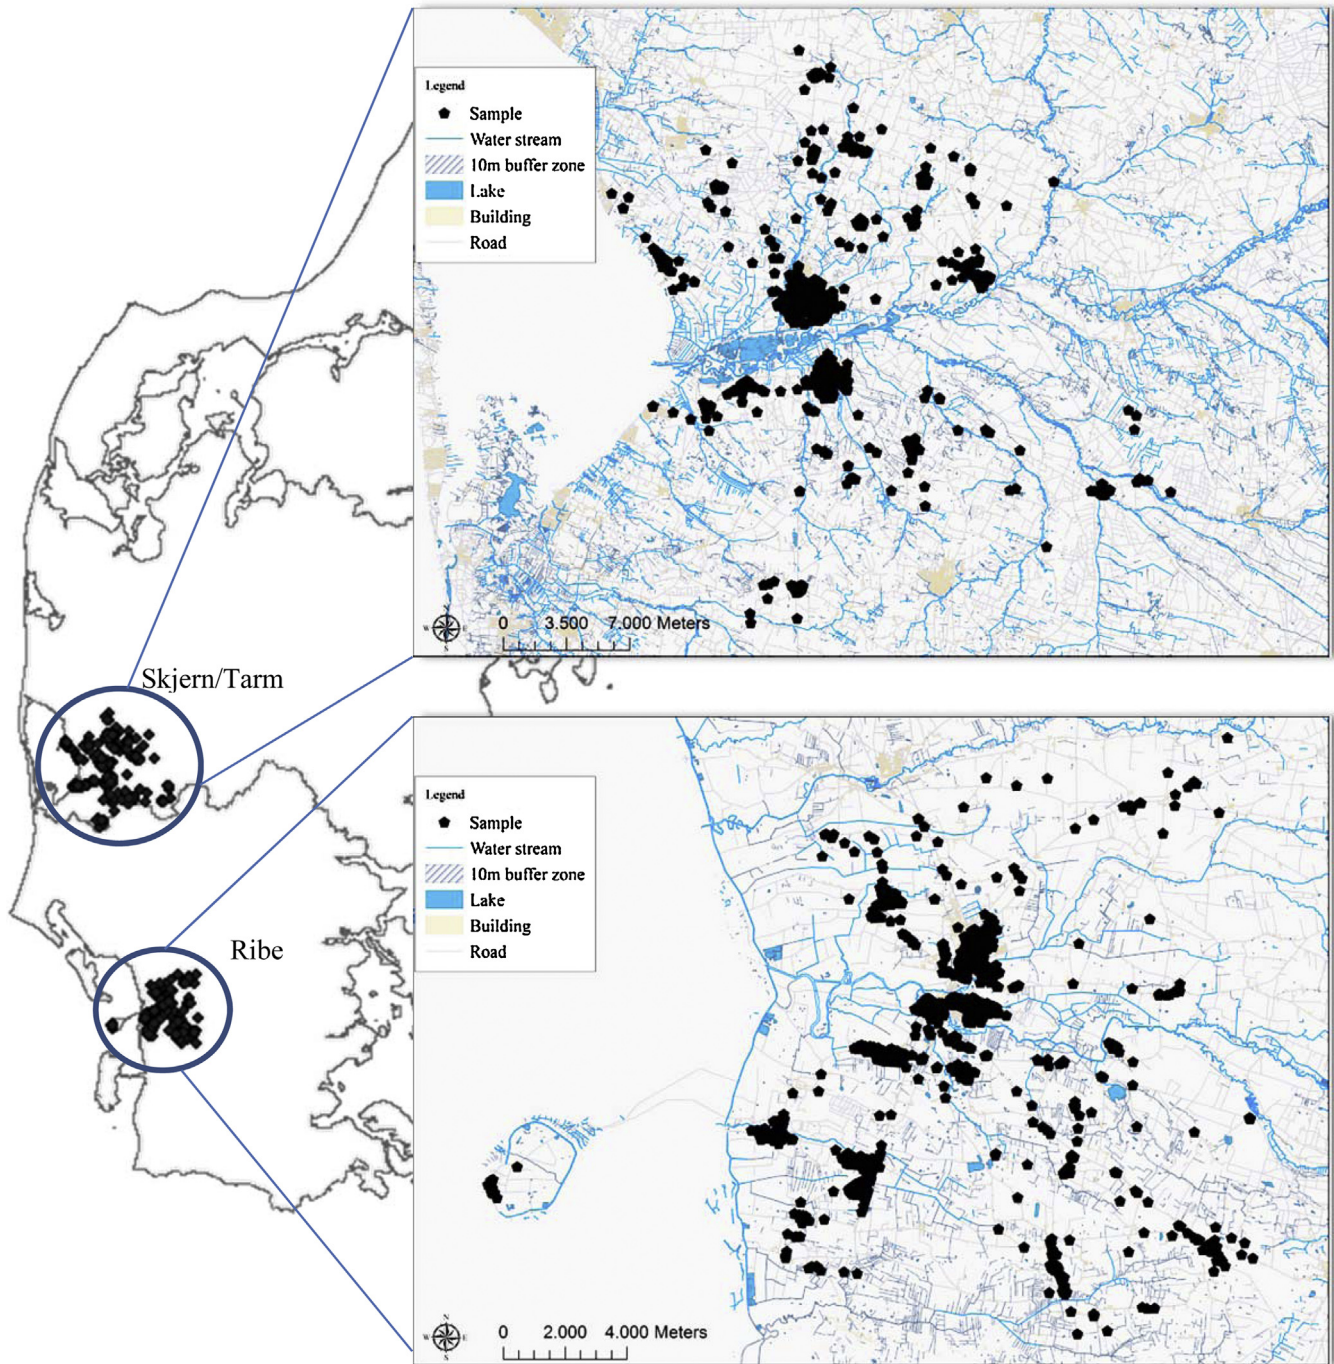 Legend
Sample
Water stream
10m buffer zone
Lake
Building
Road
N
W E
S
0 3.500 7.000 Meters
Skjern/Tarm
Ribe
Legend
Sample
Water stream
10m buffer zone
Lake
Building
Road
N
W E
S
0 2.000 4.000 Meters